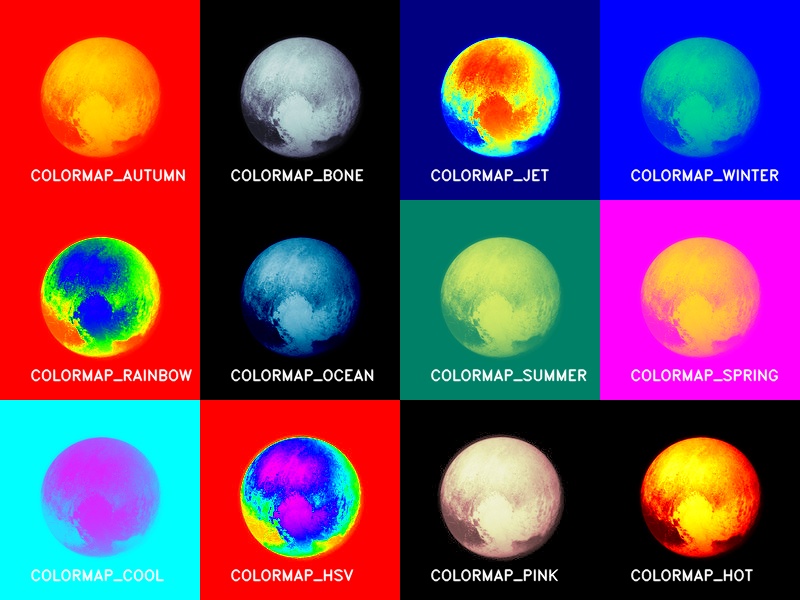 COLORMAP_AUTUMN
COLORMAP_BONE
COLORMAP_JET
COLORMAP_WINTER
COLORMAP_RAINBOW
COLORMAP_OCEAN
COLORMAP_SUMMER
COLORMAP_SPRING
COLORMAP_COOL
COLORMAP_HSV
COLORMAP_PINK
COLORMAP_HOT